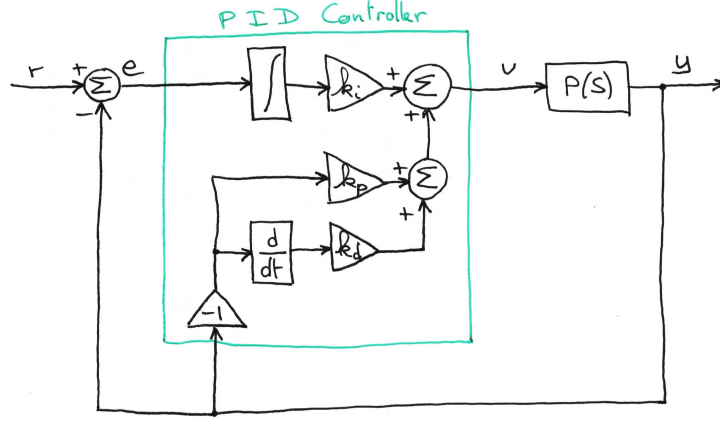 PID Controller
r
+
Σ
e
−
∫
ki
+
Σ
+
u
P(s)
y
kp
+
Σ
+
d
dt
kd
-1